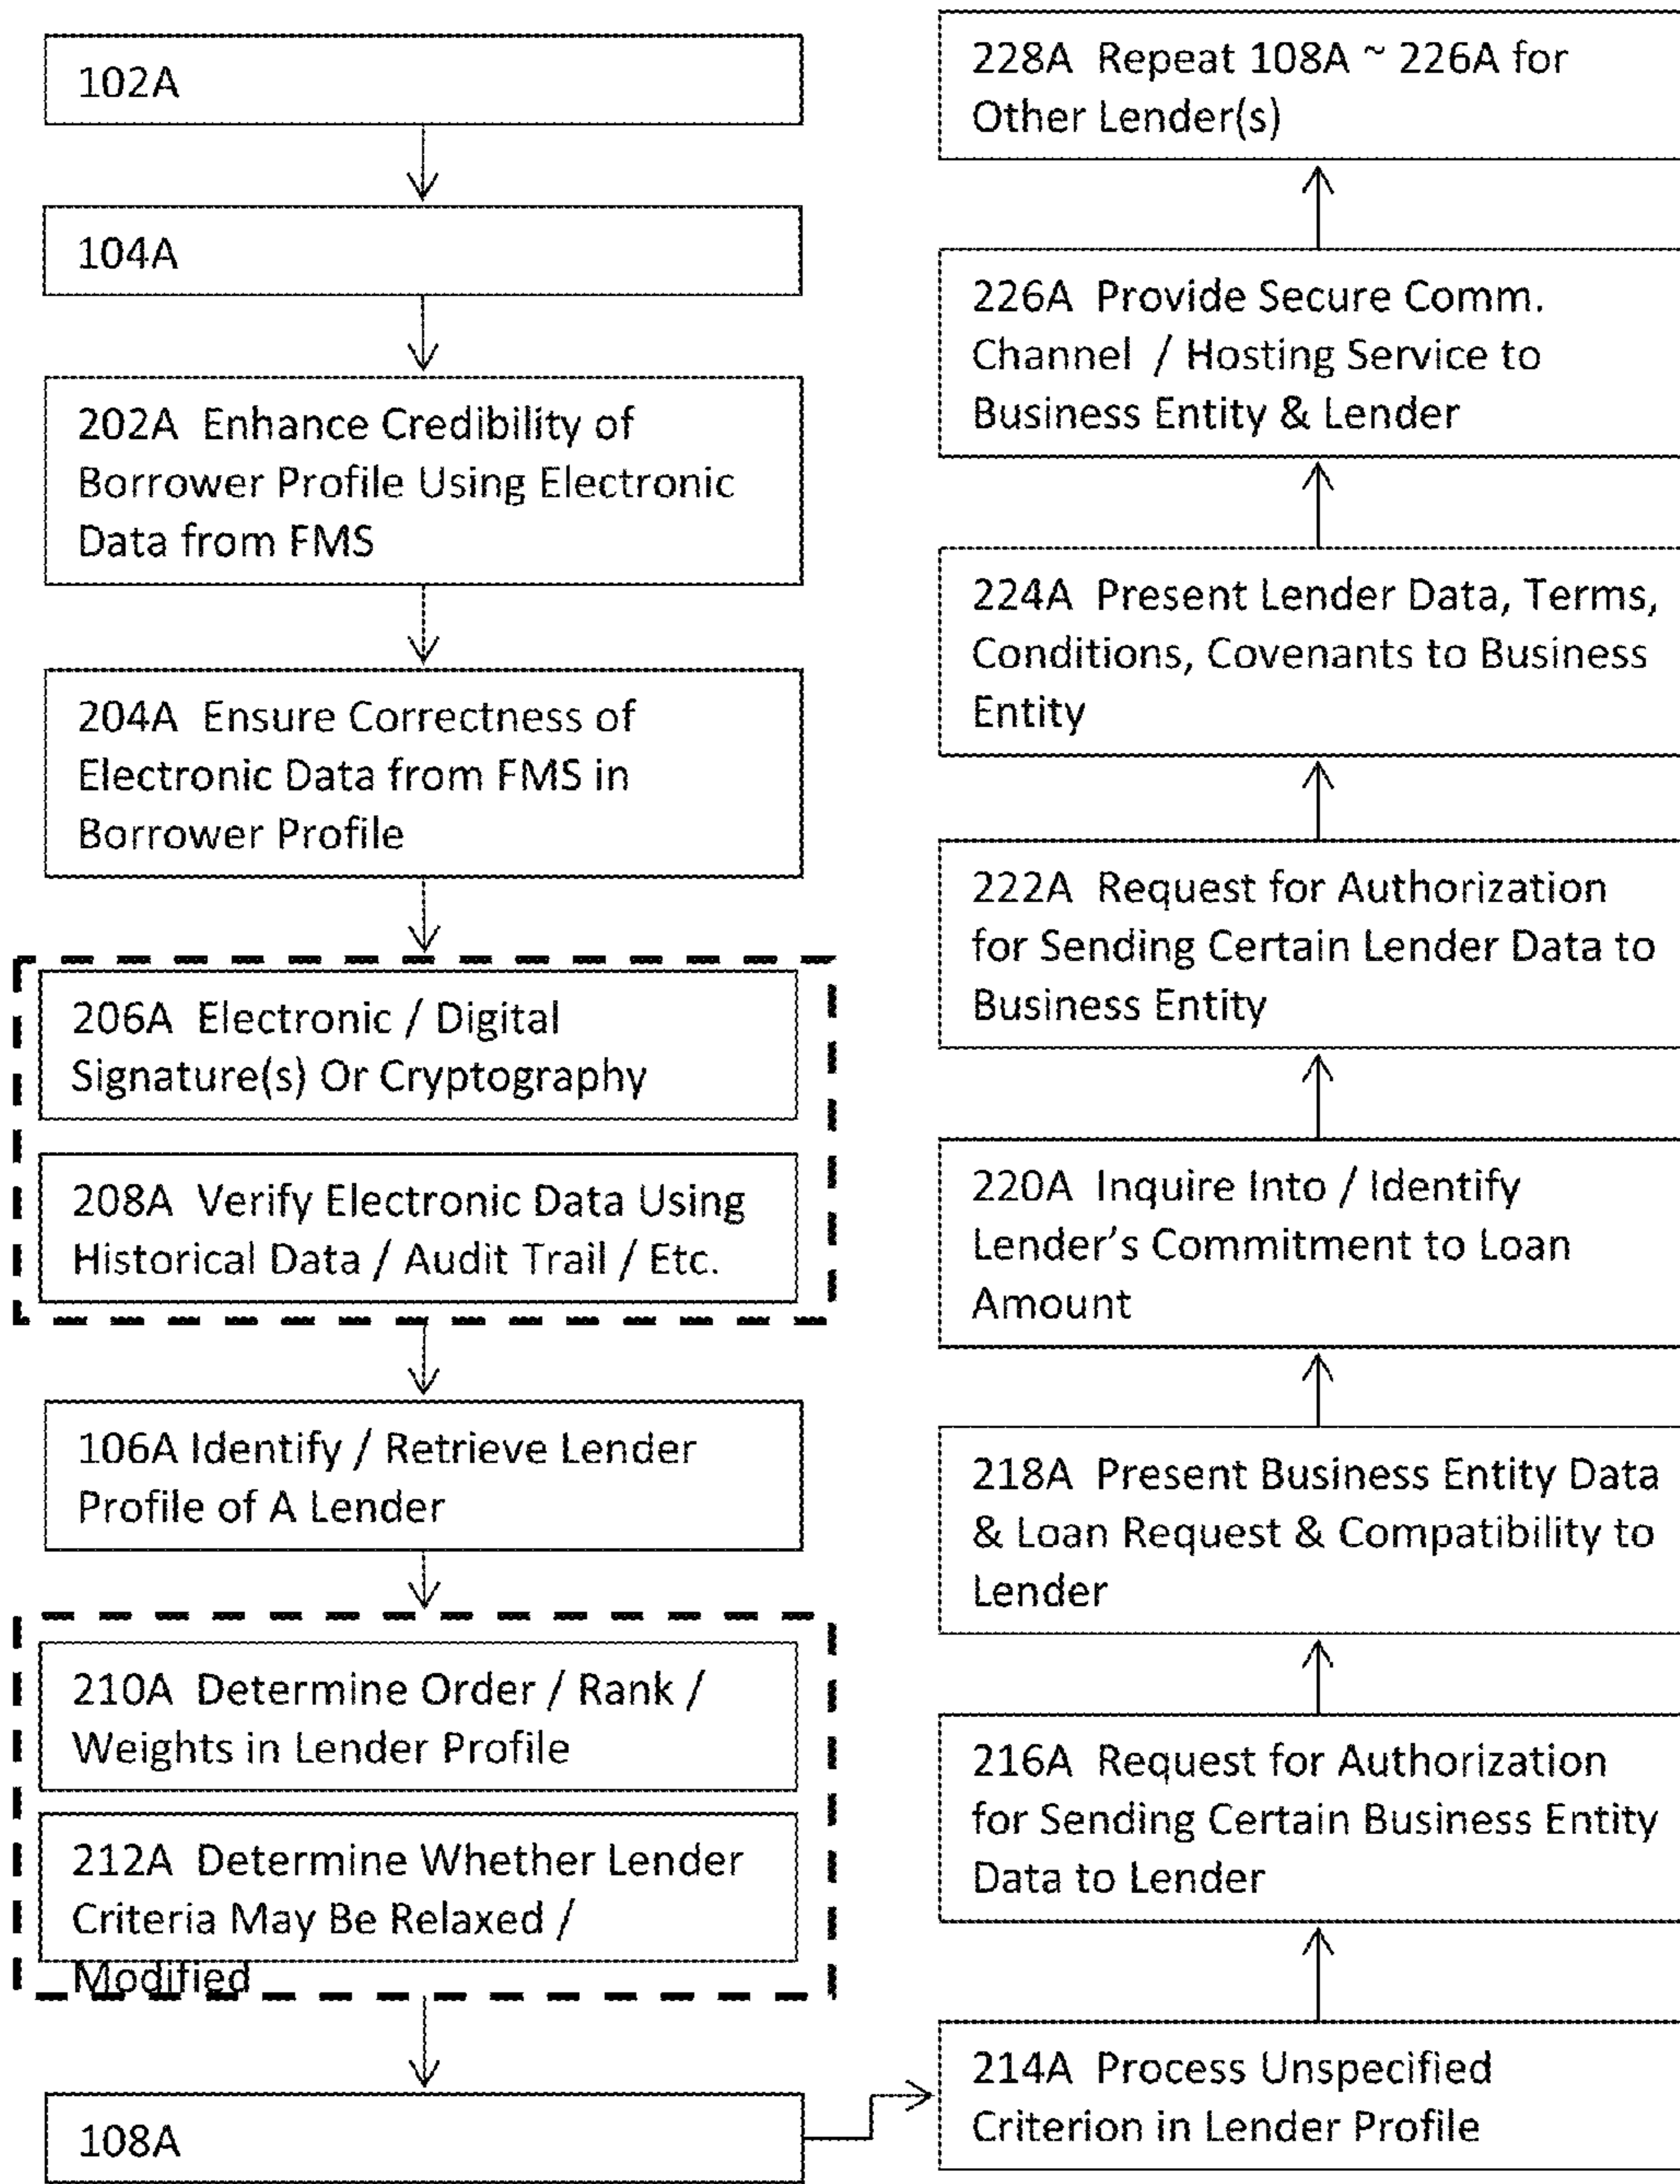 102A
104A
202A Enhance Credibility of
Borrower Profile Using Electronic
Data from FMS
204A Ensure Correctness of
Electronic Data from FMS in
Borrower Profile
206A Electronic / Digital
Signature(s) Or Cryptography
208A Verify Electronic Data Using
Historical Data / Audit Trail / Etc.
106A Identify / Retrieve Lender
Profile of A Lender
210A Determine Order / Rank /
Weights in Lender Profile
212A Determine Whether Lender
Criteria May Be Relaxed /
Modified
108A
228A Repeat 108A ~ 226A for
Other Lender(s)
226A Provide Secure Comm.
Channel / Hosting Service to
Business Entity & Lender
224A Present Lender Data, Terms,
Conditions, Covenants to Business
Entity
222A Request for Authorization
for Sending Certain Lender Data to
Business Entity
220A Inquire Into / Identify
Lender's Commitment to Loan
Amount
218A Present Business Entity Data
& Loan Request & Compatibility to
Lender
216A Request for Authorization
for Sending Certain Business Entity
Data to Lender
214A Process Unspecified
Criterion in Lender Profile